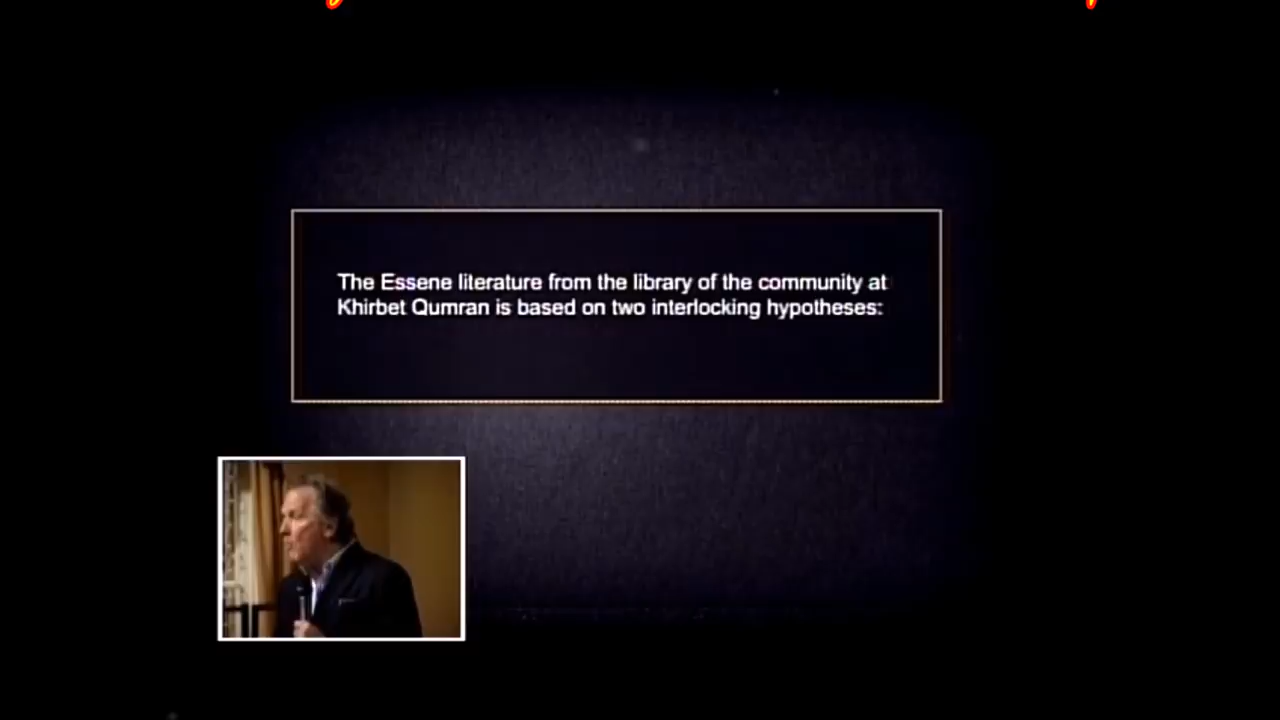 The Essene literature from the library of the community at
Khirbet Qumran is based on two interlocking hypotheses: